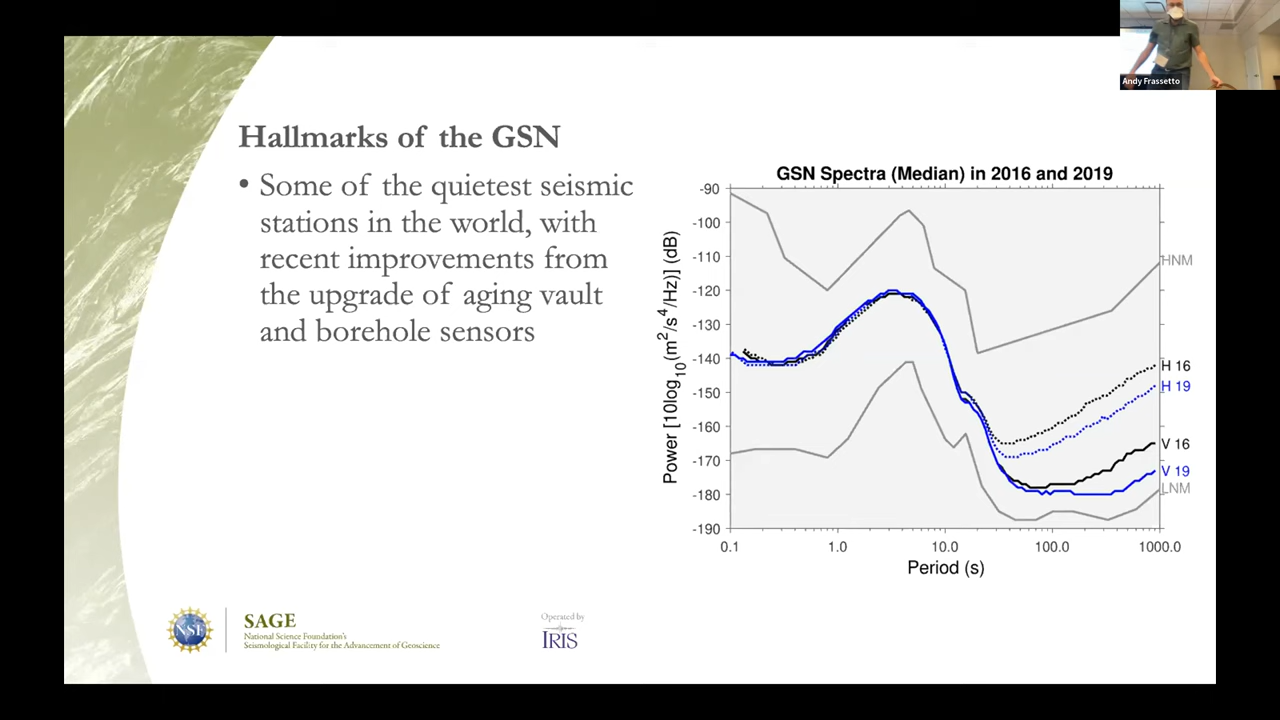 Andy Frassetto
Hallmarks of the GSN
• Some of the quietest seismic
stations in the world, with
recent improvements from
the upgrade of aging vault
and borehole sensors
GSN Spectra (Median) in 2016 and 2019
Power [10log10(m2/s4/Hz)] (dB)
-90
-100
-110
-120
-130
-140
-150
-160
-170
-180
-190
HNM
H 16
H 19
V 16
V 19
LNM
0.1 1.0 10.0 100.0 1000.0
Period (s)
NSF
SAGE
National Science Foundation's
Seismological Facility for the Advancement of Geoscience
Operated by
IRIS